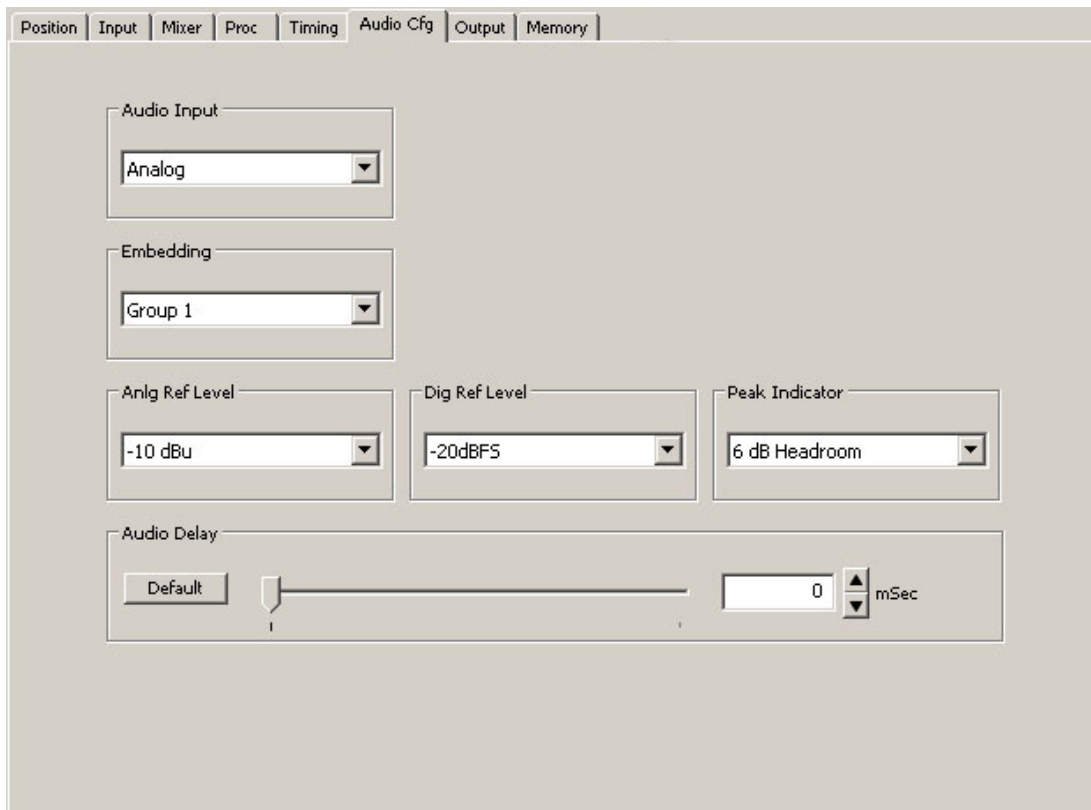 Position Input Mixer Proc Timing Audio Cfg Output Memory
Audio Input
Analog
Embedding
Group 1
Anlg Ref Level Dig Ref Level Peak Indicator
-10 dBu -20dBFS 6 dB Headroom
Audio Delay
Default 0 mSec